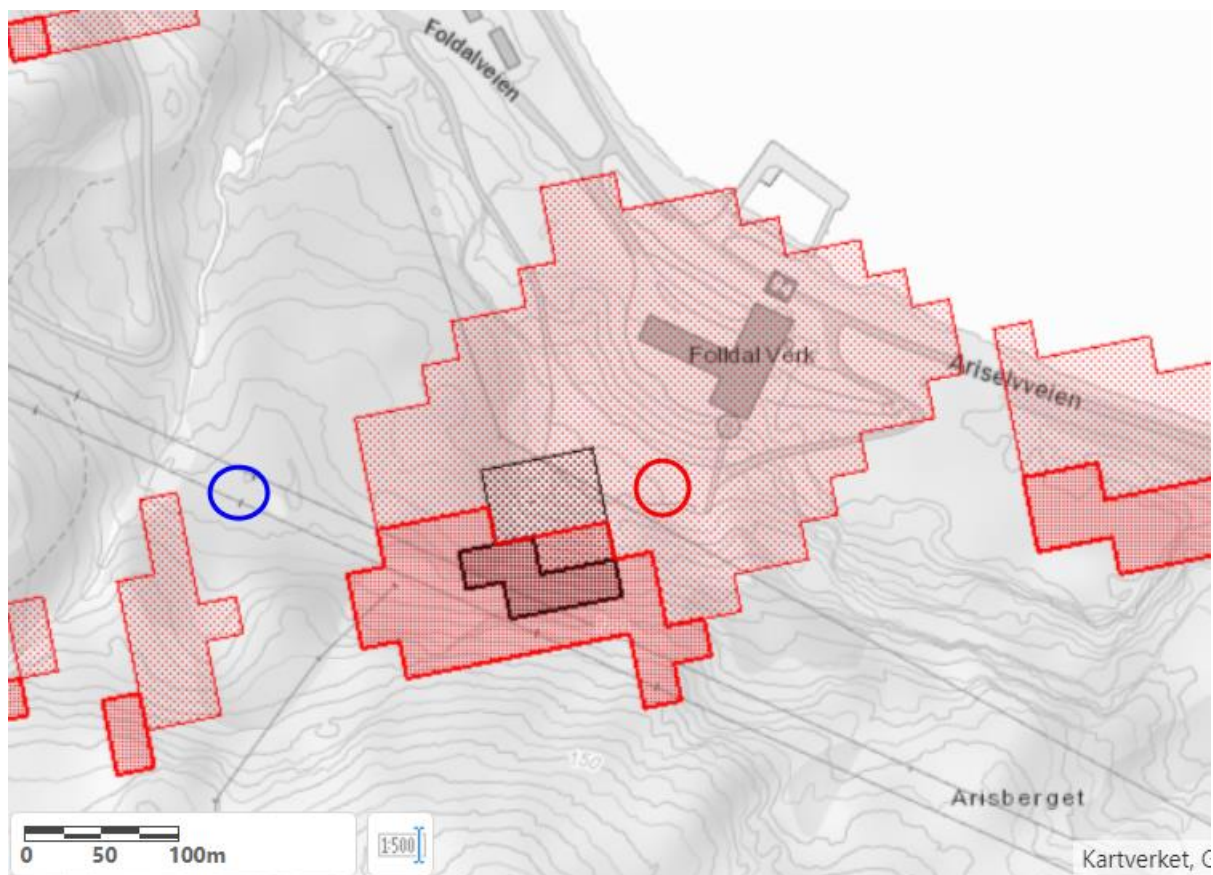 Foldalveien
Folldal Verk
Ariselvveien
150
Arisberget
0 50 100m
1:500
Kartverket, G